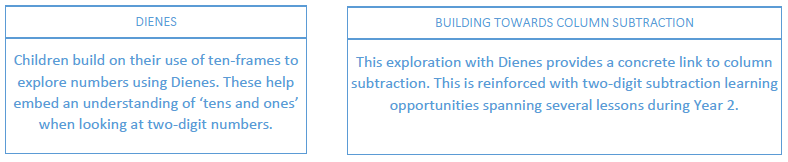 DIENES
Children build on their use of ten-frames to
explore numbers using Dienes. These help
embed an understanding of ‘tens and ones’
when looking at two-digit numbers.
BUILDING TOWARDS COLUMN SUBTRACTION
This exploration with Dienes provides a concrete link to column
subtraction. This is reinforced with two-digit subtraction learning
opportunities spanning several lessons during Year 2.